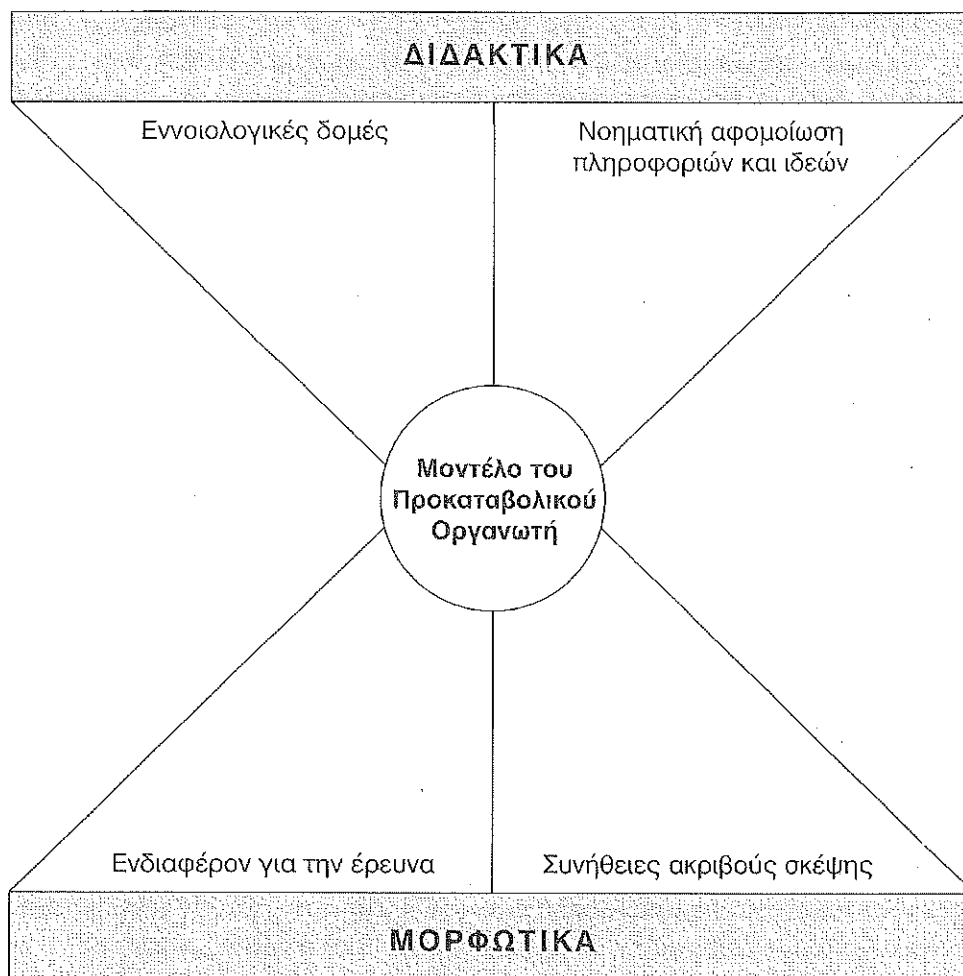 ΔΙΔΑΚΤΙΚΑ
Εννοιολογικές δομές
Νοηματική αφομοίωση
πληροφοριών και ιδεών
Μοντέλο του
Προκαταβολικού
Οργανωτή
Ενδιαφέρον για την έρευνα
Συνήθειες ακριβούς σκέψης
ΜΟΡΦΩΤΙΚΑ